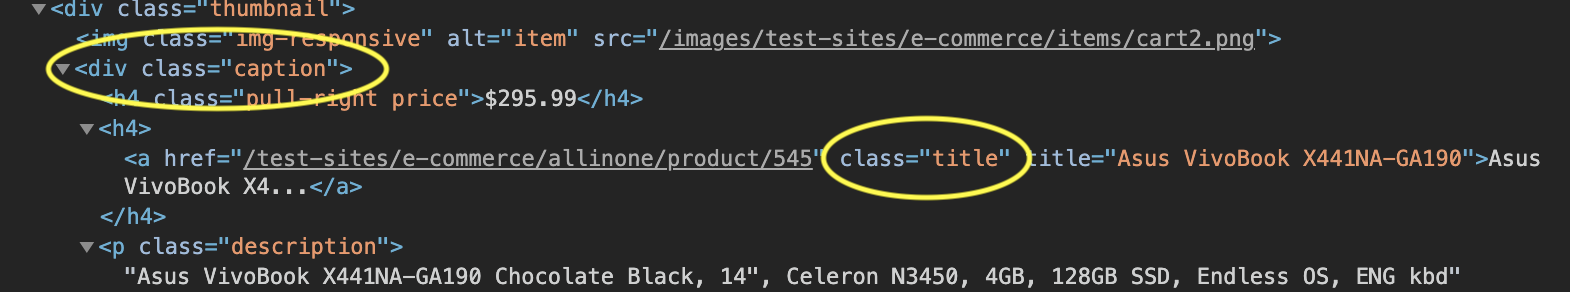 <div class="thumbnail">
<img class="img-responsive" alt="item" src="/images/test-sites/e-commerce/items/cart2.png">
<div class="caption">
<h4 class="pull-right price">$295.99</h4>
<h4>
<a href="/test-sites/e-commerce/allinone/product/545" class="title" title="Asus VivoBook X441NA-GA190">Asus
VivoBook X4...</a>
</h4>
<p class="description">
"Asus VivoBook X441NA-GA190 Chocolate Black, 14", Celeron N3450, 4GB, 128GB SSD, Endless OS, ENG kbd"